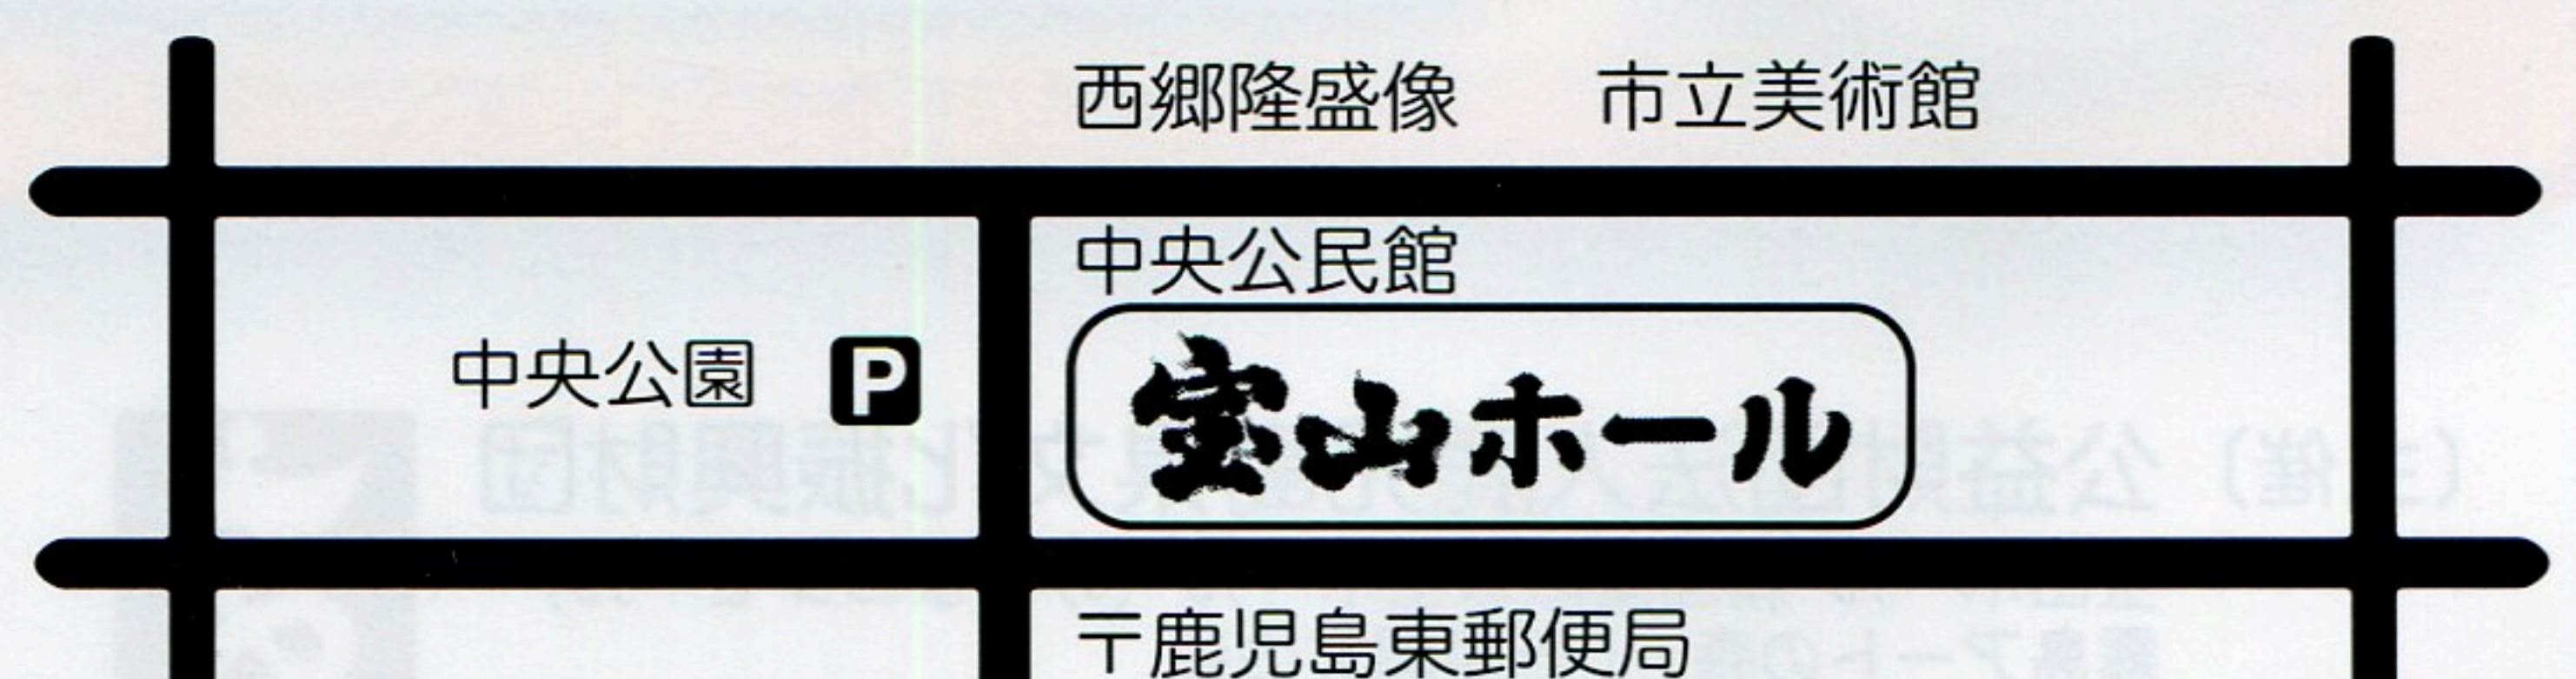 西郷隆盛像　市立美術館
中央公民館
中央公園 P
宝山ホール
〒鹿児島東郵便局